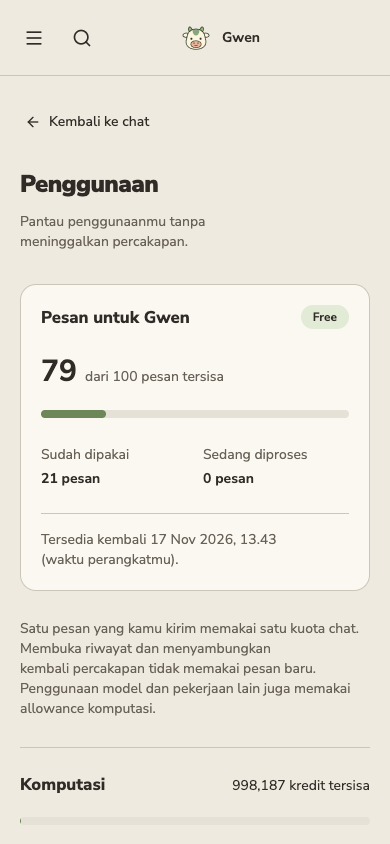 Gwen
Kembali ke chat
Penggunaan
Pantau penggunaanmu tanpa
meninggalkan percakapan.
Pesan untuk Gwen
Free
79 dari 100 pesan tersisa
Sudah dipakai
Sedang diproses
21 pesan
0 pesan
Tersedia kembali 17 Nov 2026, 13.43
(waktu perangkatmu).
Satu pesan yang kamu kirim memakai satu kuota chat.
Membuka riwayat dan menyambungkan
kembali percakapan tidak memakai pesan baru.
Penggunaan model dan pekerjaan lain juga memakai
allowance komputasi.
Komputasi
998,187 kredit tersisa